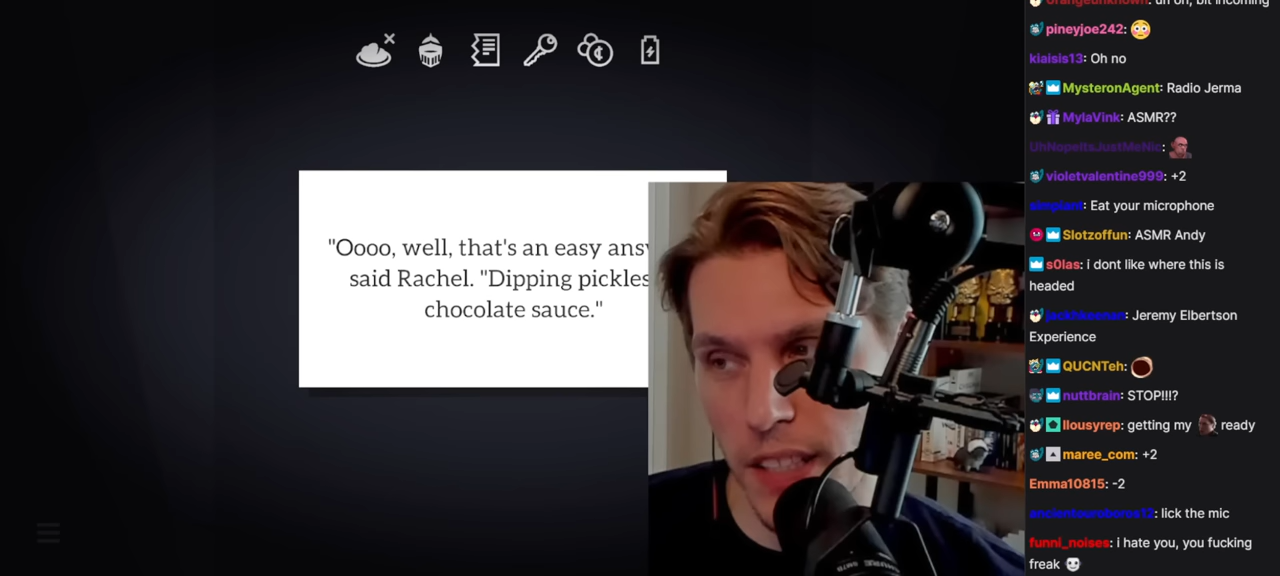 "Oooo, well, that's an easy
said Rachel. "Dipping pickles
chocolate sauce."
pineyjoe242:
kiaisis13: Oh no
MysteronAgent: Radio Jerma
MylaVink: ASMR??
UhNopeItsJustMeNic:
violetvalentine999: +2
simpiant: Eat your microphone
Slotzoffun: ASMR Andy
s0las: i dont like where this is
headed
: Jeremy Elbertson
Experience
QUCNTeh:
nuttbrain: STOP!!!?
llousyrep: getting my ready
maree_com: +2
Emma10815: -2
: lick the mic
funni_noises: i hate you, you fucking
freak